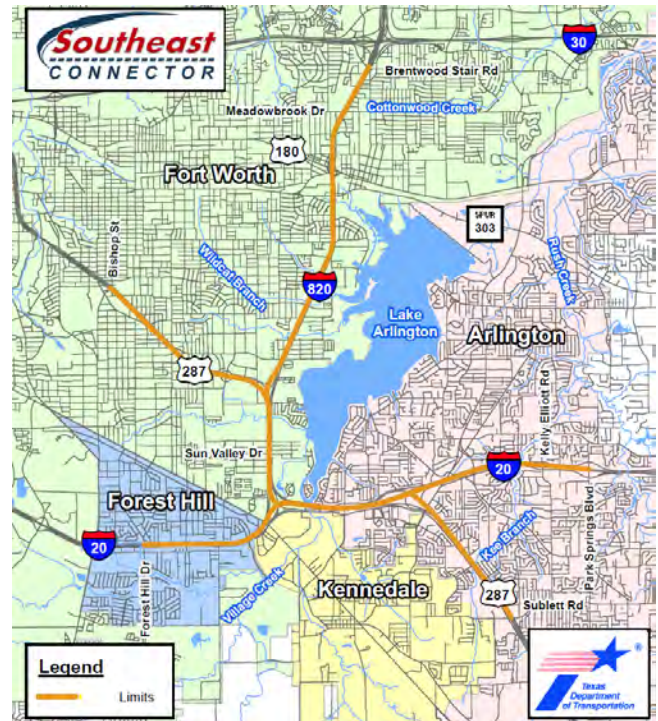 Southeast
CONNECTOR
30
Brentwood Stair Rd
Meadowbrook Dr
Cottonwood Creek
180
Fort Worth
SPUR
303
Bishop St
Wildcat Branch
Rush Creek
820
Lake
Arlington
Arlington
287
Kelly Elliott Rd
Sun Valley Dr
20
Forest Hill
20
Kee Branch
Park Springs Blvd
Forest Hill Dr
Village Creek
Kennedale
287
Sublett Rd
Legend
Limits
®
Texas
Department
of Transportation